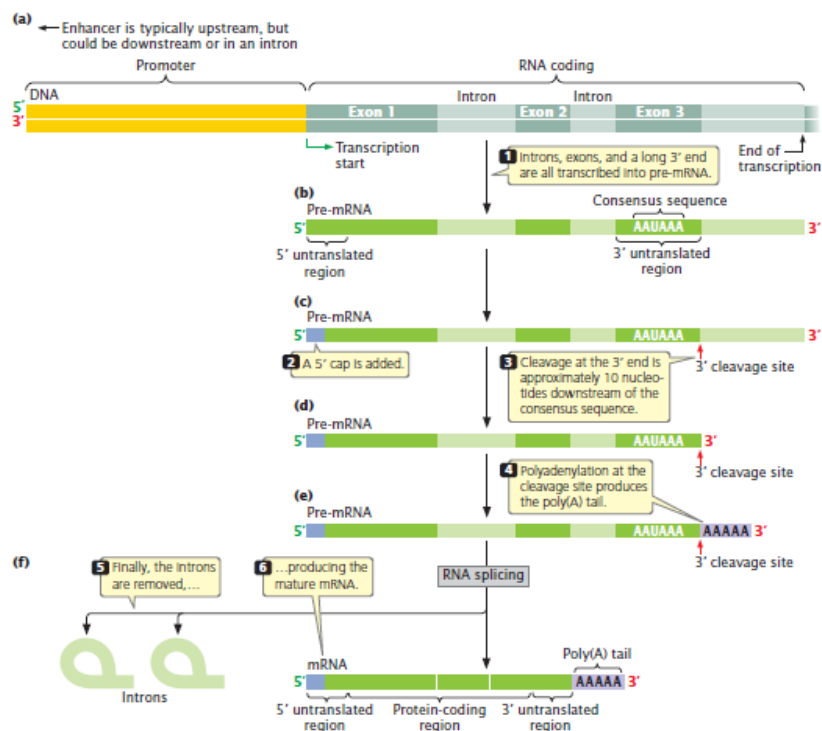 (a)
Enhancer is typically upstream, but
could be downstream or in an intron
Promoter
RNA coding
DNA
Intron
Intron
5′
3′
Exon 1
Exon 2
Exon 3
Transcription
start
End of
transcription
1 Introns, exons, and a long 3′ end
are all transcribed into pre-mRNA.
(b)
Pre-mRNA
Consensus sequence
5′
AAUAAA
3′
5′ untranslated
region
3′ untranslated
region
(c)
Pre-mRNA
5′
AAUAAA
3′
2 A 5′ cap is added.
3 Cleavage at the 3′ end is
approximately 10 nucleo-
tides downstream of the
consensus sequence.
3′ cleavage site
(d)
Pre-mRNA
5′
AAUAAA
3′
3′ cleavage site
4 Polyadenylation at the
cleavage site produces
the poly(A) tail.
(e)
Pre-mRNA
5′
AAUAAA
AAAAA
3′
3′ cleavage site
(f)
5 Finally, the introns
are removed,...
6 ...producing the
mature mRNA.
RNA splicing
Introns
mRNA
Poly(A) tail
5′
AAAAA
3′
5′ untranslated
region
Protein-coding
region
3′ untranslated
region